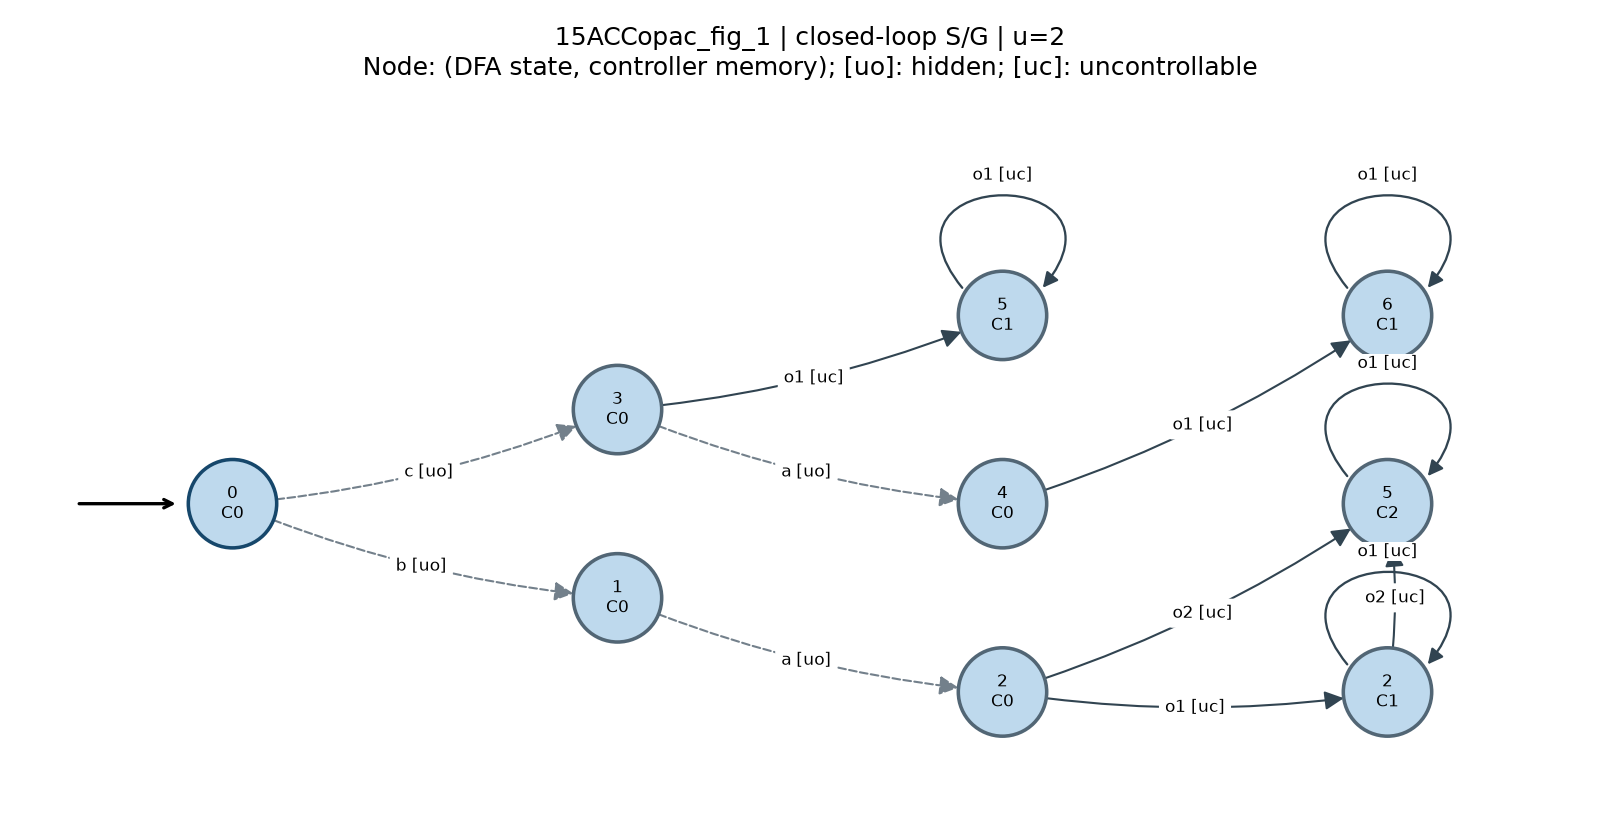 15ACCopac_fig_1 | closed-loop S/G | u=2
Node: (DFA state, controller memory); [uo]: hidden; [uc]: uncontrollable
o1 [uc]
o1 [uc]
5
C1
6
C1
o1 [uc]
o1 [uc]
3
C0
o1 [uc]
c [uo]
a [uo]
0
C0
4
C0
5
C2
o1 [uc]
b [uo]
1
C0
o2 [uc]
o2 [uc]
a [uo]
2
C0
2
C1
o1 [uc]